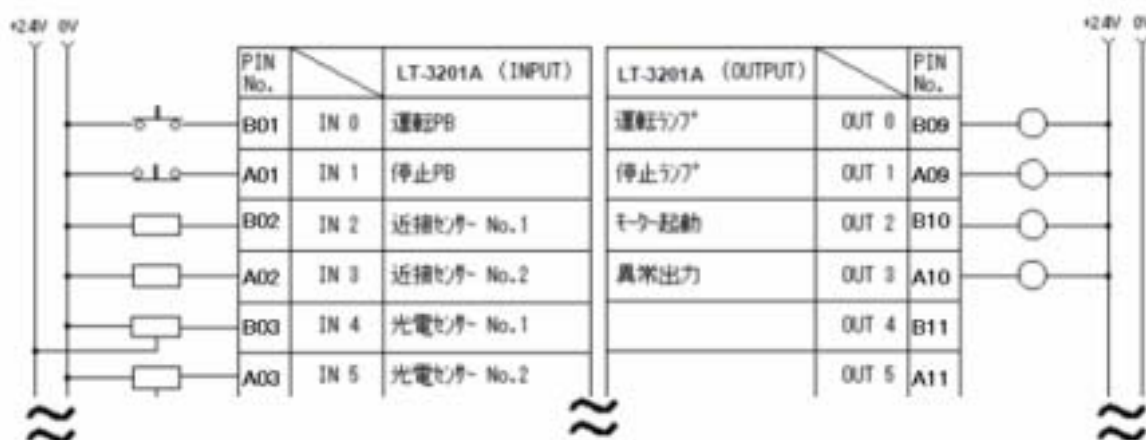 +24V 0V
+24V 0V
PIN No. LT-3201A (INPUT)
LT-3201A (OUTPUT) PIN No.
B01 IN 0 運転PB
運転ランプ OUT 0 B09
A01 IN 1 停止PB
停止ランプ OUT 1 A09
B02 IN 2 近接センサー No.1
モーター起動 OUT 2 B10
A02 IN 3 近接センサー No.2
異常出力 OUT 3 A10
B03 IN 4 光電センサー No.1
OUT 4 B11
A03 IN 5 光電センサー No.2
OUT 5 A11